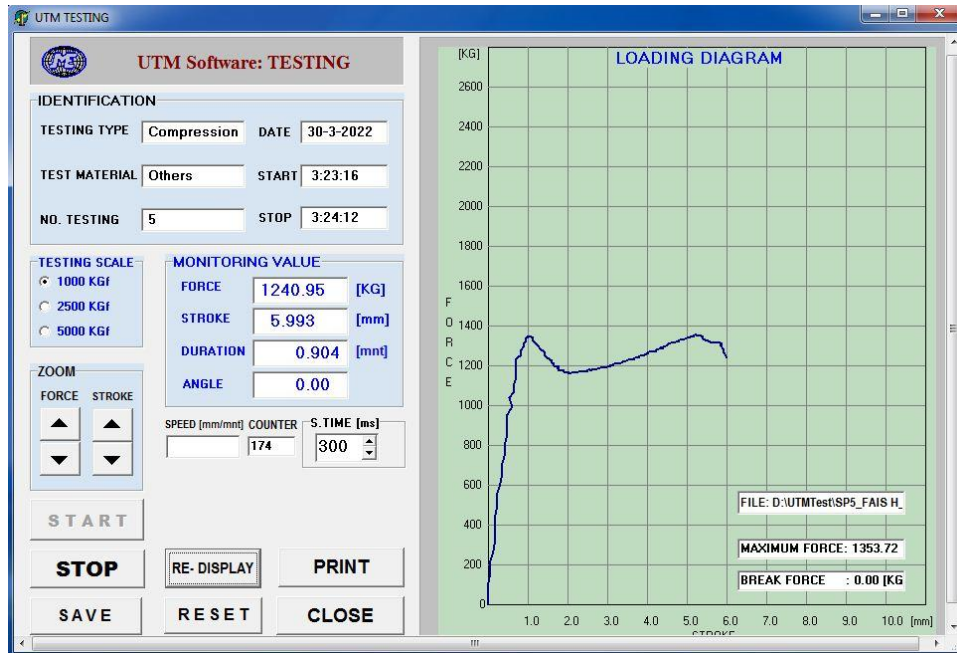 UTM TESTING
UTM Software: TESTING
IDENTIFICATION
TESTING TYPE Compression DATE 30-3-2022
TEST MATERIAL Others START 3:23:16
NO. TESTING 5 STOP 3:24:12
TESTING SCALE
1000 KGf
2500 KGf
5000 KGf
MONITORING VALUE
FORCE 1240.95 [KG]
STROKE 5.993 [mm]
DURATION 0.904 [mnt]
ANGLE 0.00
ZOOM
FORCE STROKE
SPEED [mm/mnt] COUNTER S.TIME [ms]
174 300
START
STOP RE- DISPLAY PRINT
SAVE RESET CLOSE
[KG] LOADING DIAGRAM
2600
2400
2200
2000
1800
1600
1400
1200
1000
800
600
400
200
0
FORCE
FILE: D:\UTMTest\SP5_FAIS H_
MAXIMUM FORCE: 1353.72
BREAK FORCE : 0.00 [KG
1.0 2.0 3.0 4.0 5.0 6.0 7.0 8.0 9.0 10.0 [mm]
STROKE